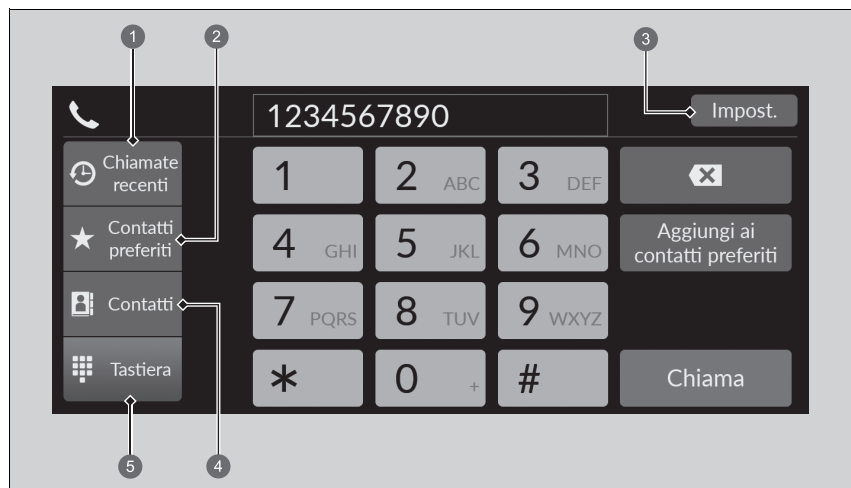 1 2 3
1234567890 Impost.
Chiamate
recenti
1 2 ABC 3 DEF
Contatti
preferiti
4 GHI 5 JKL 6 MNO
Aggiungi ai
contatti preferiti
Contatti
7 PQRS 8 TUV 9 WXYZ
Tastiera
* 0 + # Chiama
5 4